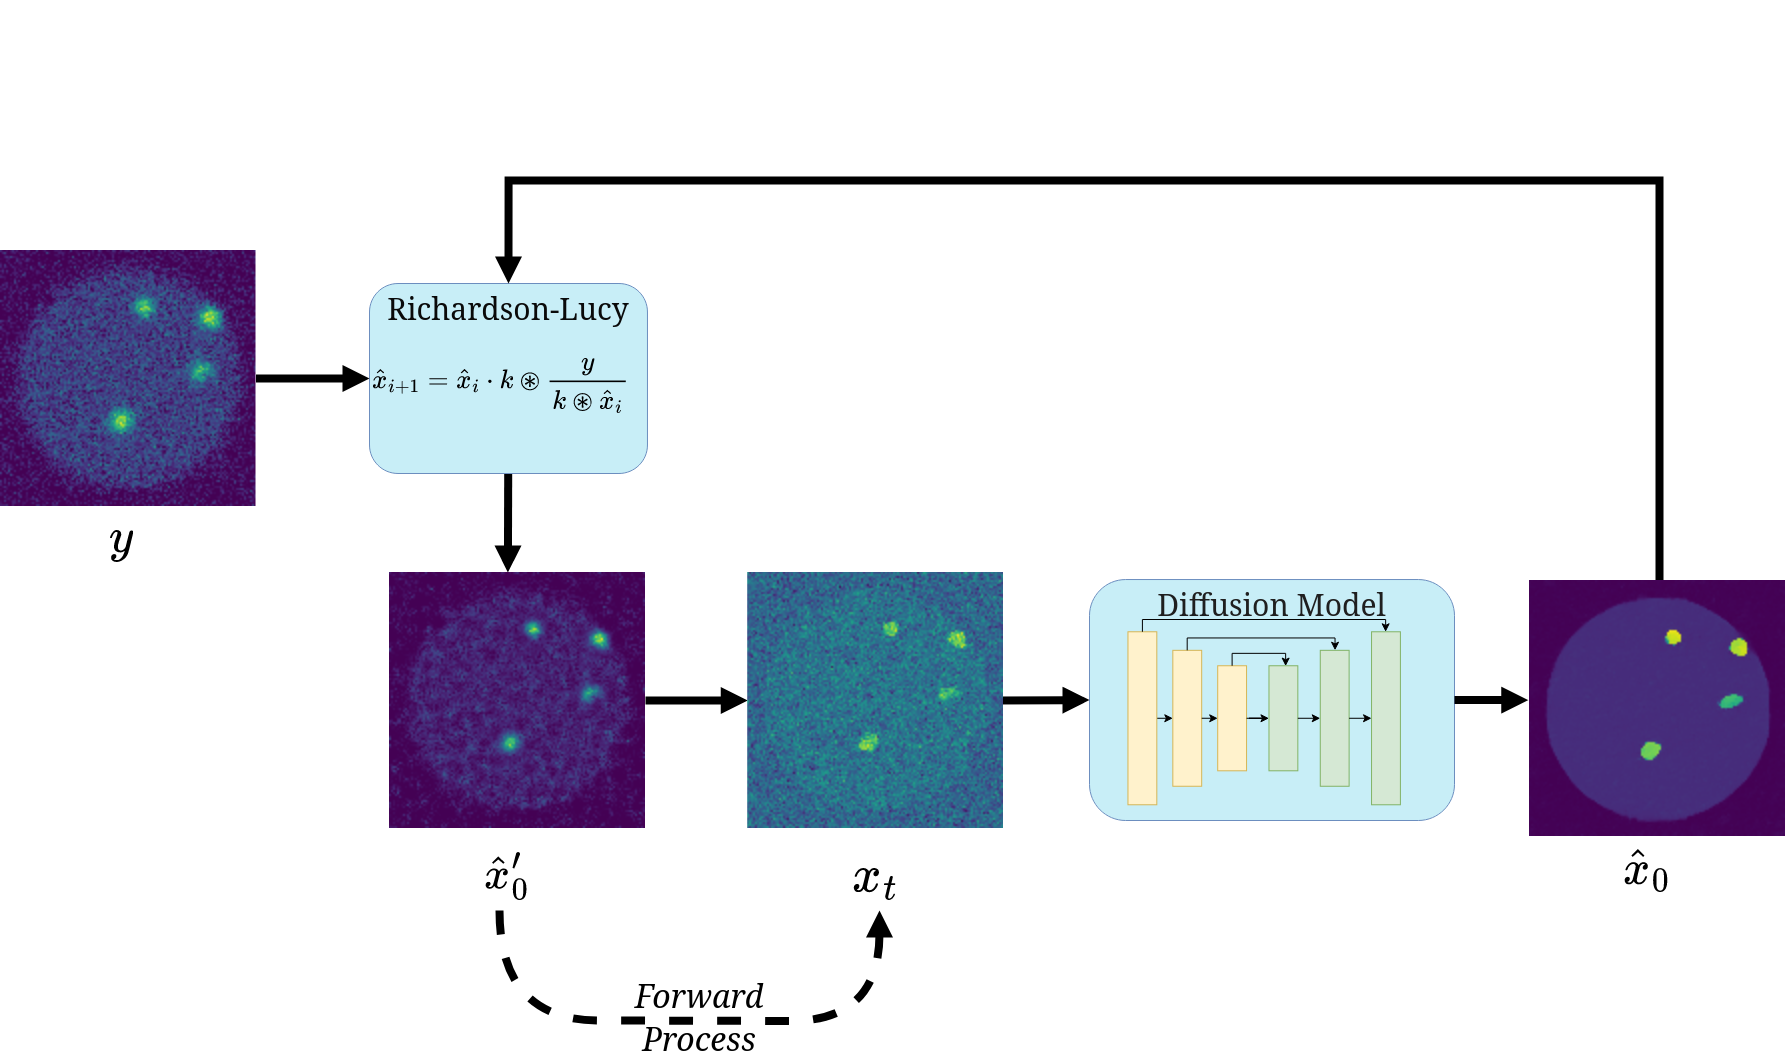 Richardson-Lucy
$\hat{x}_{i+1} = \hat{x}_i \cdot k \circledast \frac{y}{k \circledast \hat{x}_i}$
y
Diffusion Model
$\hat{x}'_0$
$x_t$
$\hat{x}_0$
Forward
Process